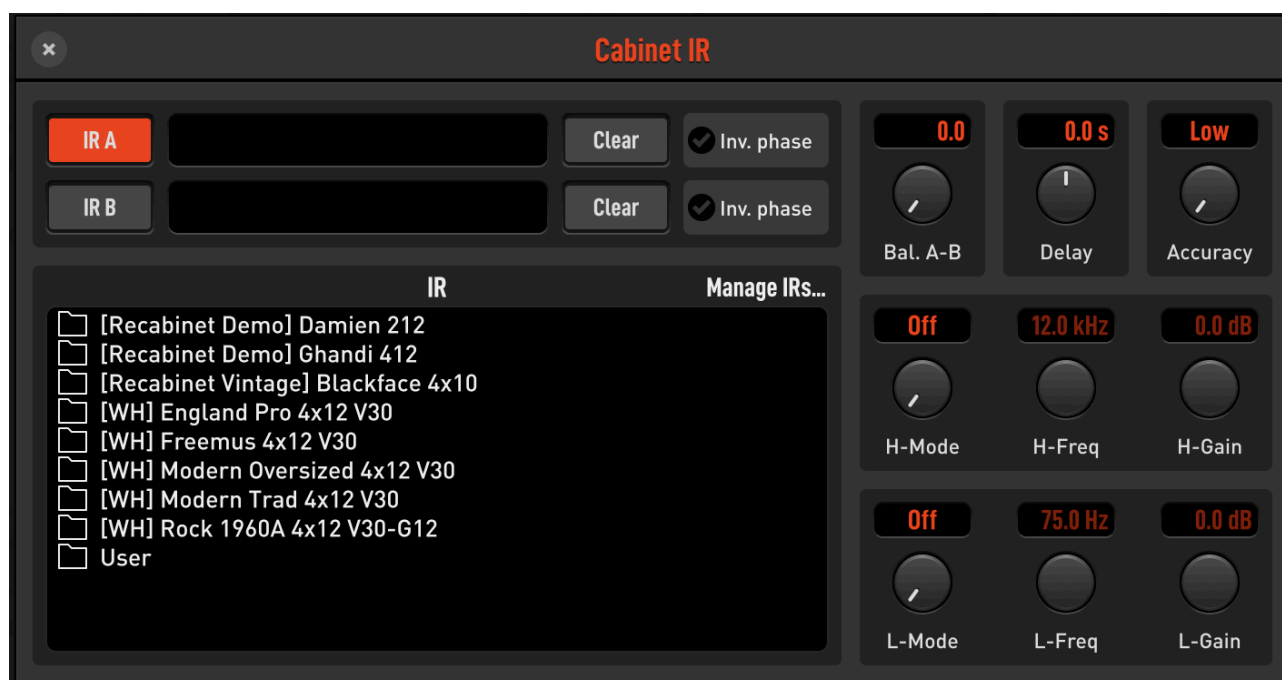 Cabinet IR
IR A Clear Inv. phase
IR B Clear Inv. phase
IR Manage IRs...
[Recabinet Demo] Damien 212
[Recabinet Demo] Ghandi 412
[Recabinet Vintage] Blackface 4x10
[WH] England Pro 4x12 V30
[WH] Freemus 4x12 V30
[WH] Modern Oversized 4x12 V30
[WH] Modern Trad 4x12 V30
[WH] Rock 1960A 4x12 V30-G12
User
0.0 0.0 s Low
Bal. A-B Delay Accuracy
Off 12.0 kHz 0.0 dB
H-Mode H-Freq H-Gain
Off 75.0 Hz 0.0 dB
L-Mode L-Freq L-Gain